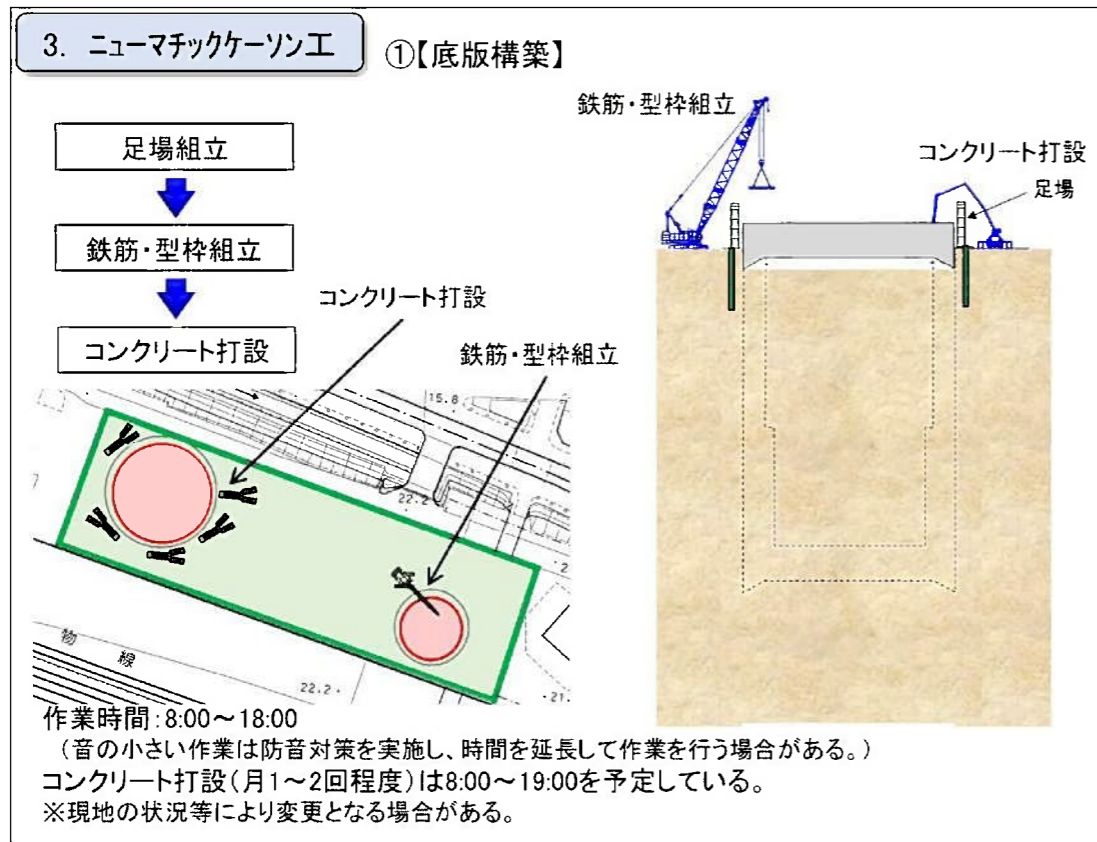 3. ニューマチックケーソン工
①【底版構築】
足場組立
鉄筋・型枠組立
コンクリート打設
鉄筋・型枠組立
コンクリート打設
足場
コンクリート打設
鉄筋・型枠組立
15.8
22.2
物線
22.2
作業時間:8:00~18:00
(音の小さい作業は防音対策を実施し、時間を延長して作業を行う場合がある。)
コンクリート打設(月1~2回程度)は8:00~19:00を予定している。
※現地の状況等により変更となる場合がある。